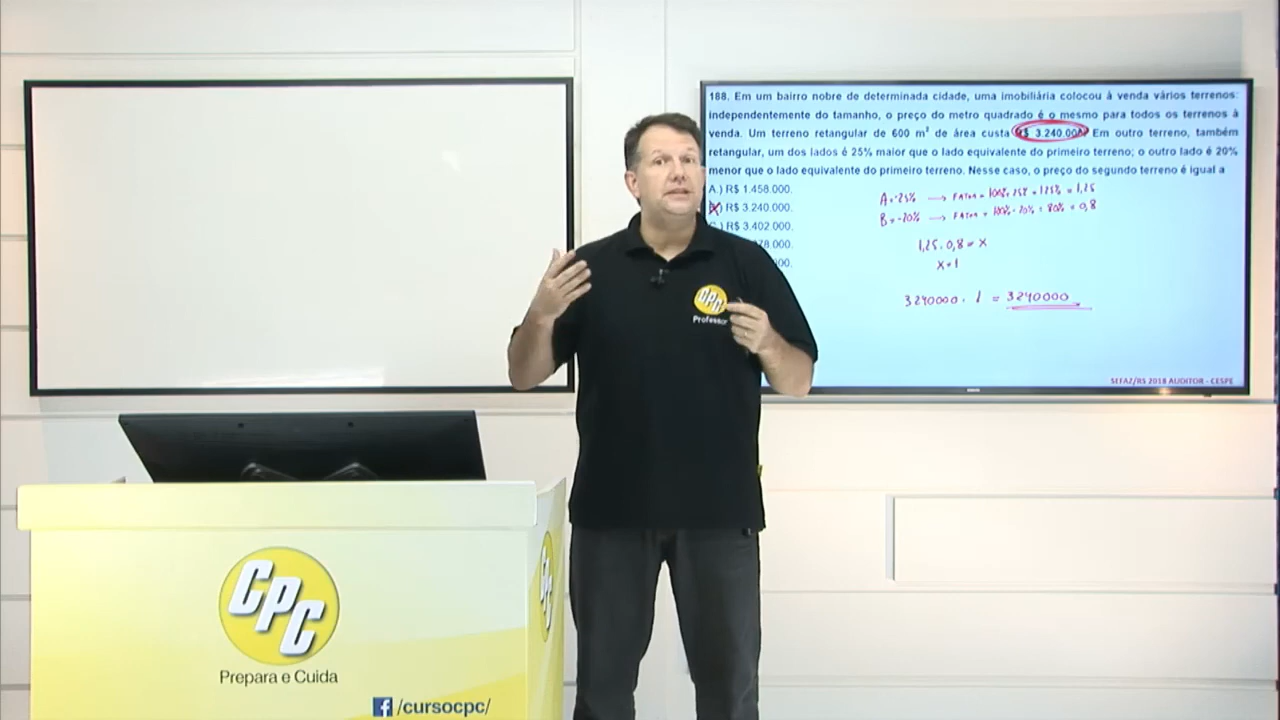 188. Em um bairro nobre de determinada cidade, uma imobiliária colocou à venda vários terrenos:
independentemente do tamanho, o preço do metro quadrado é o mesmo para todos os terrenos à
venda. Um terreno retangular de 600 m² de área custa R$ 3.240.000. Em outro terreno, também
retangular, um dos lados é 25% maior que o lado equivalente do primeiro terreno; o outro lado é 20%
menor que o lado equivalente do primeiro terreno. Nesse caso, o preço do segundo terreno é igual a
A.) R$ 1.458.000.
) R$ 3.240.000.
.) R$ 3.402.000.
78.000.
00.
→ FATOR = 100%+25% = 125% = 1,25
B = -20% → FATOR = 100% - 20% = 80% = 0,8
1,25 . 0,8 = X
X = 1
3240000 . 1 = 3240000
SEFAZ/RS 2018 AUDITOR - CESPE
CPC
Professor
CPC
Prepara e Cuida
/cursocpc/